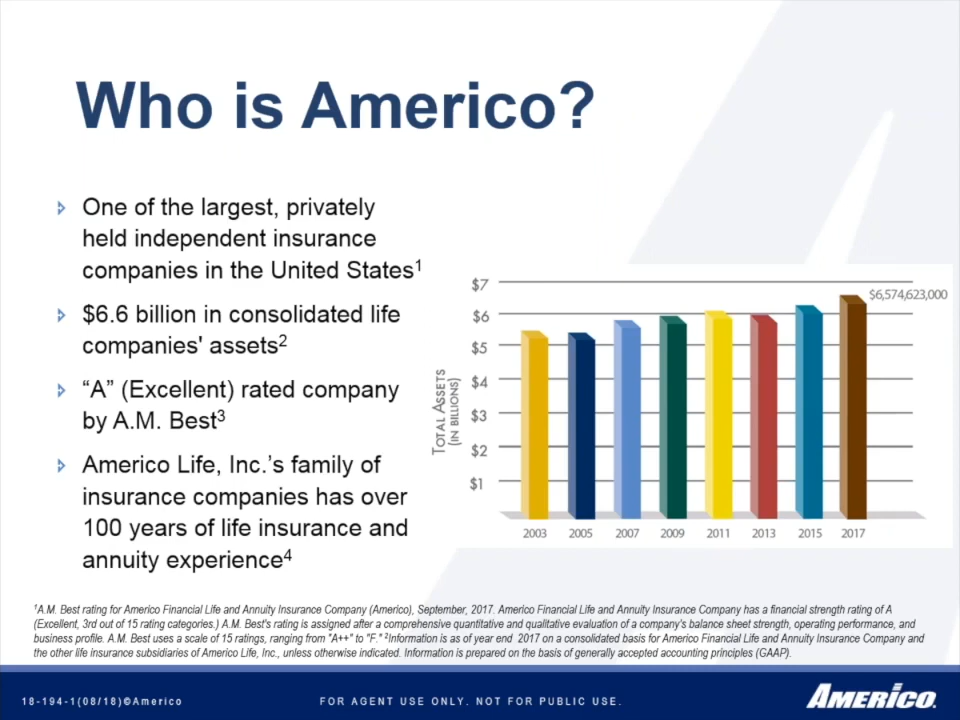 Who is Americo?
One of the largest, privately
held independent insurance
companies in the United States¹
$6.6 billion in consolidated life
companies' assets²
“A” (Excellent) rated company
by A.M. Best³
Americo Life, Inc.’s family of
insurance companies has over
100 years of life insurance and
annuity experience⁴
TOTAL ASSETS
(IN BILLIONS)
$7
$6
$5
$4
$3
$2
$1
$6,574,623,000
2003 2005 2007 2009 2011 2013 2015 2017
¹A.M. Best rating for Americo Financial Life and Annuity Insurance Company (Americo), September, 2017. Americo Financial Life and Annuity Insurance Company has a financial strength rating of A
(Excellent, 3rd out of 15 rating categories.) A.M. Best's rating is assigned after a comprehensive quantitative and qualitative evaluation of a company's balance sheet strength, operating performance, and
business profile. A.M. Best uses a scale of 15 ratings, ranging from "A++" to "F." ²Information is as of year end 2017 on a consolidated basis for Americo Financial Life and Annuity Insurance Company and
the other life insurance subsidiaries of Americo Life, Inc., unless otherwise indicated. Information is prepared on the basis of generally accepted accounting principles (GAAP).
18-194-1(08/18)©Americo
FOR AGENT USE ONLY. NOT FOR PUBLIC USE.
AMERICO